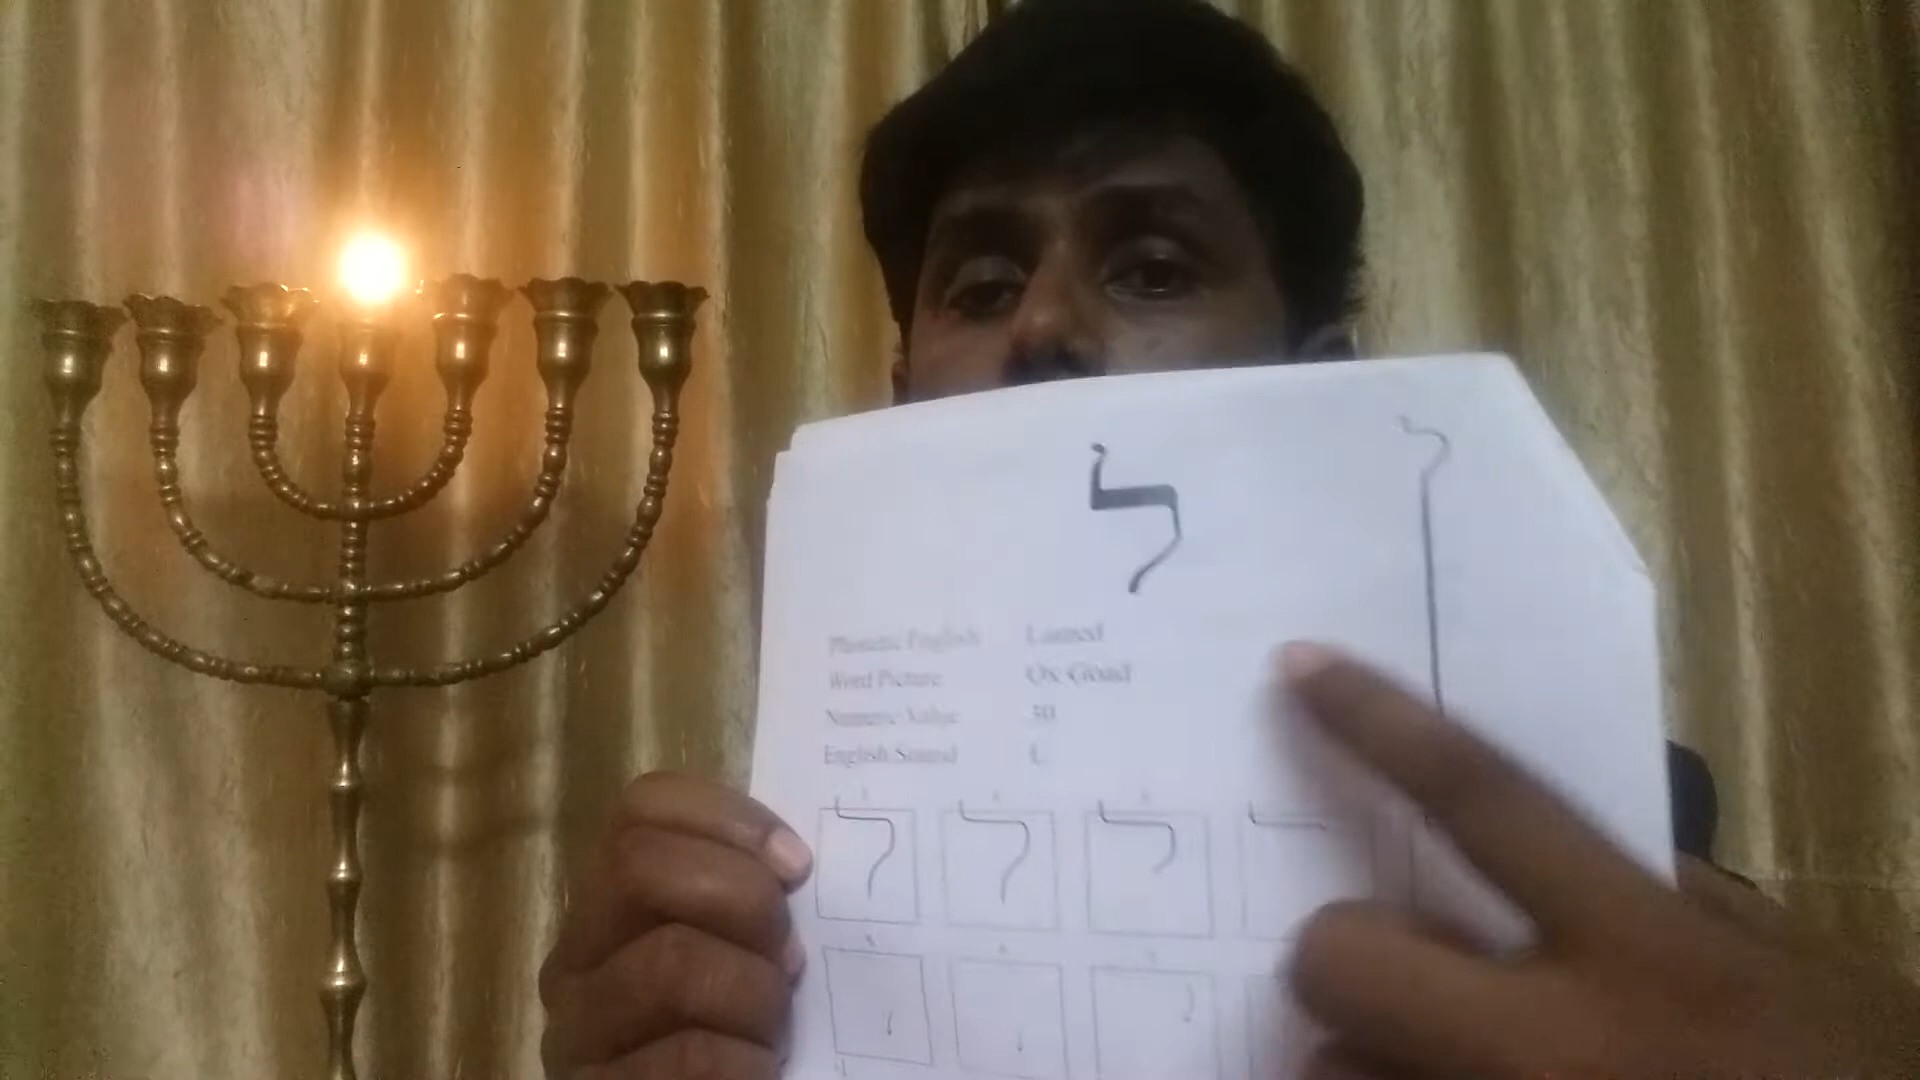 ל
Phonetic English Lamed
Word Picture Ox Goad
Numeric Value 30
English Sound L
ל ל